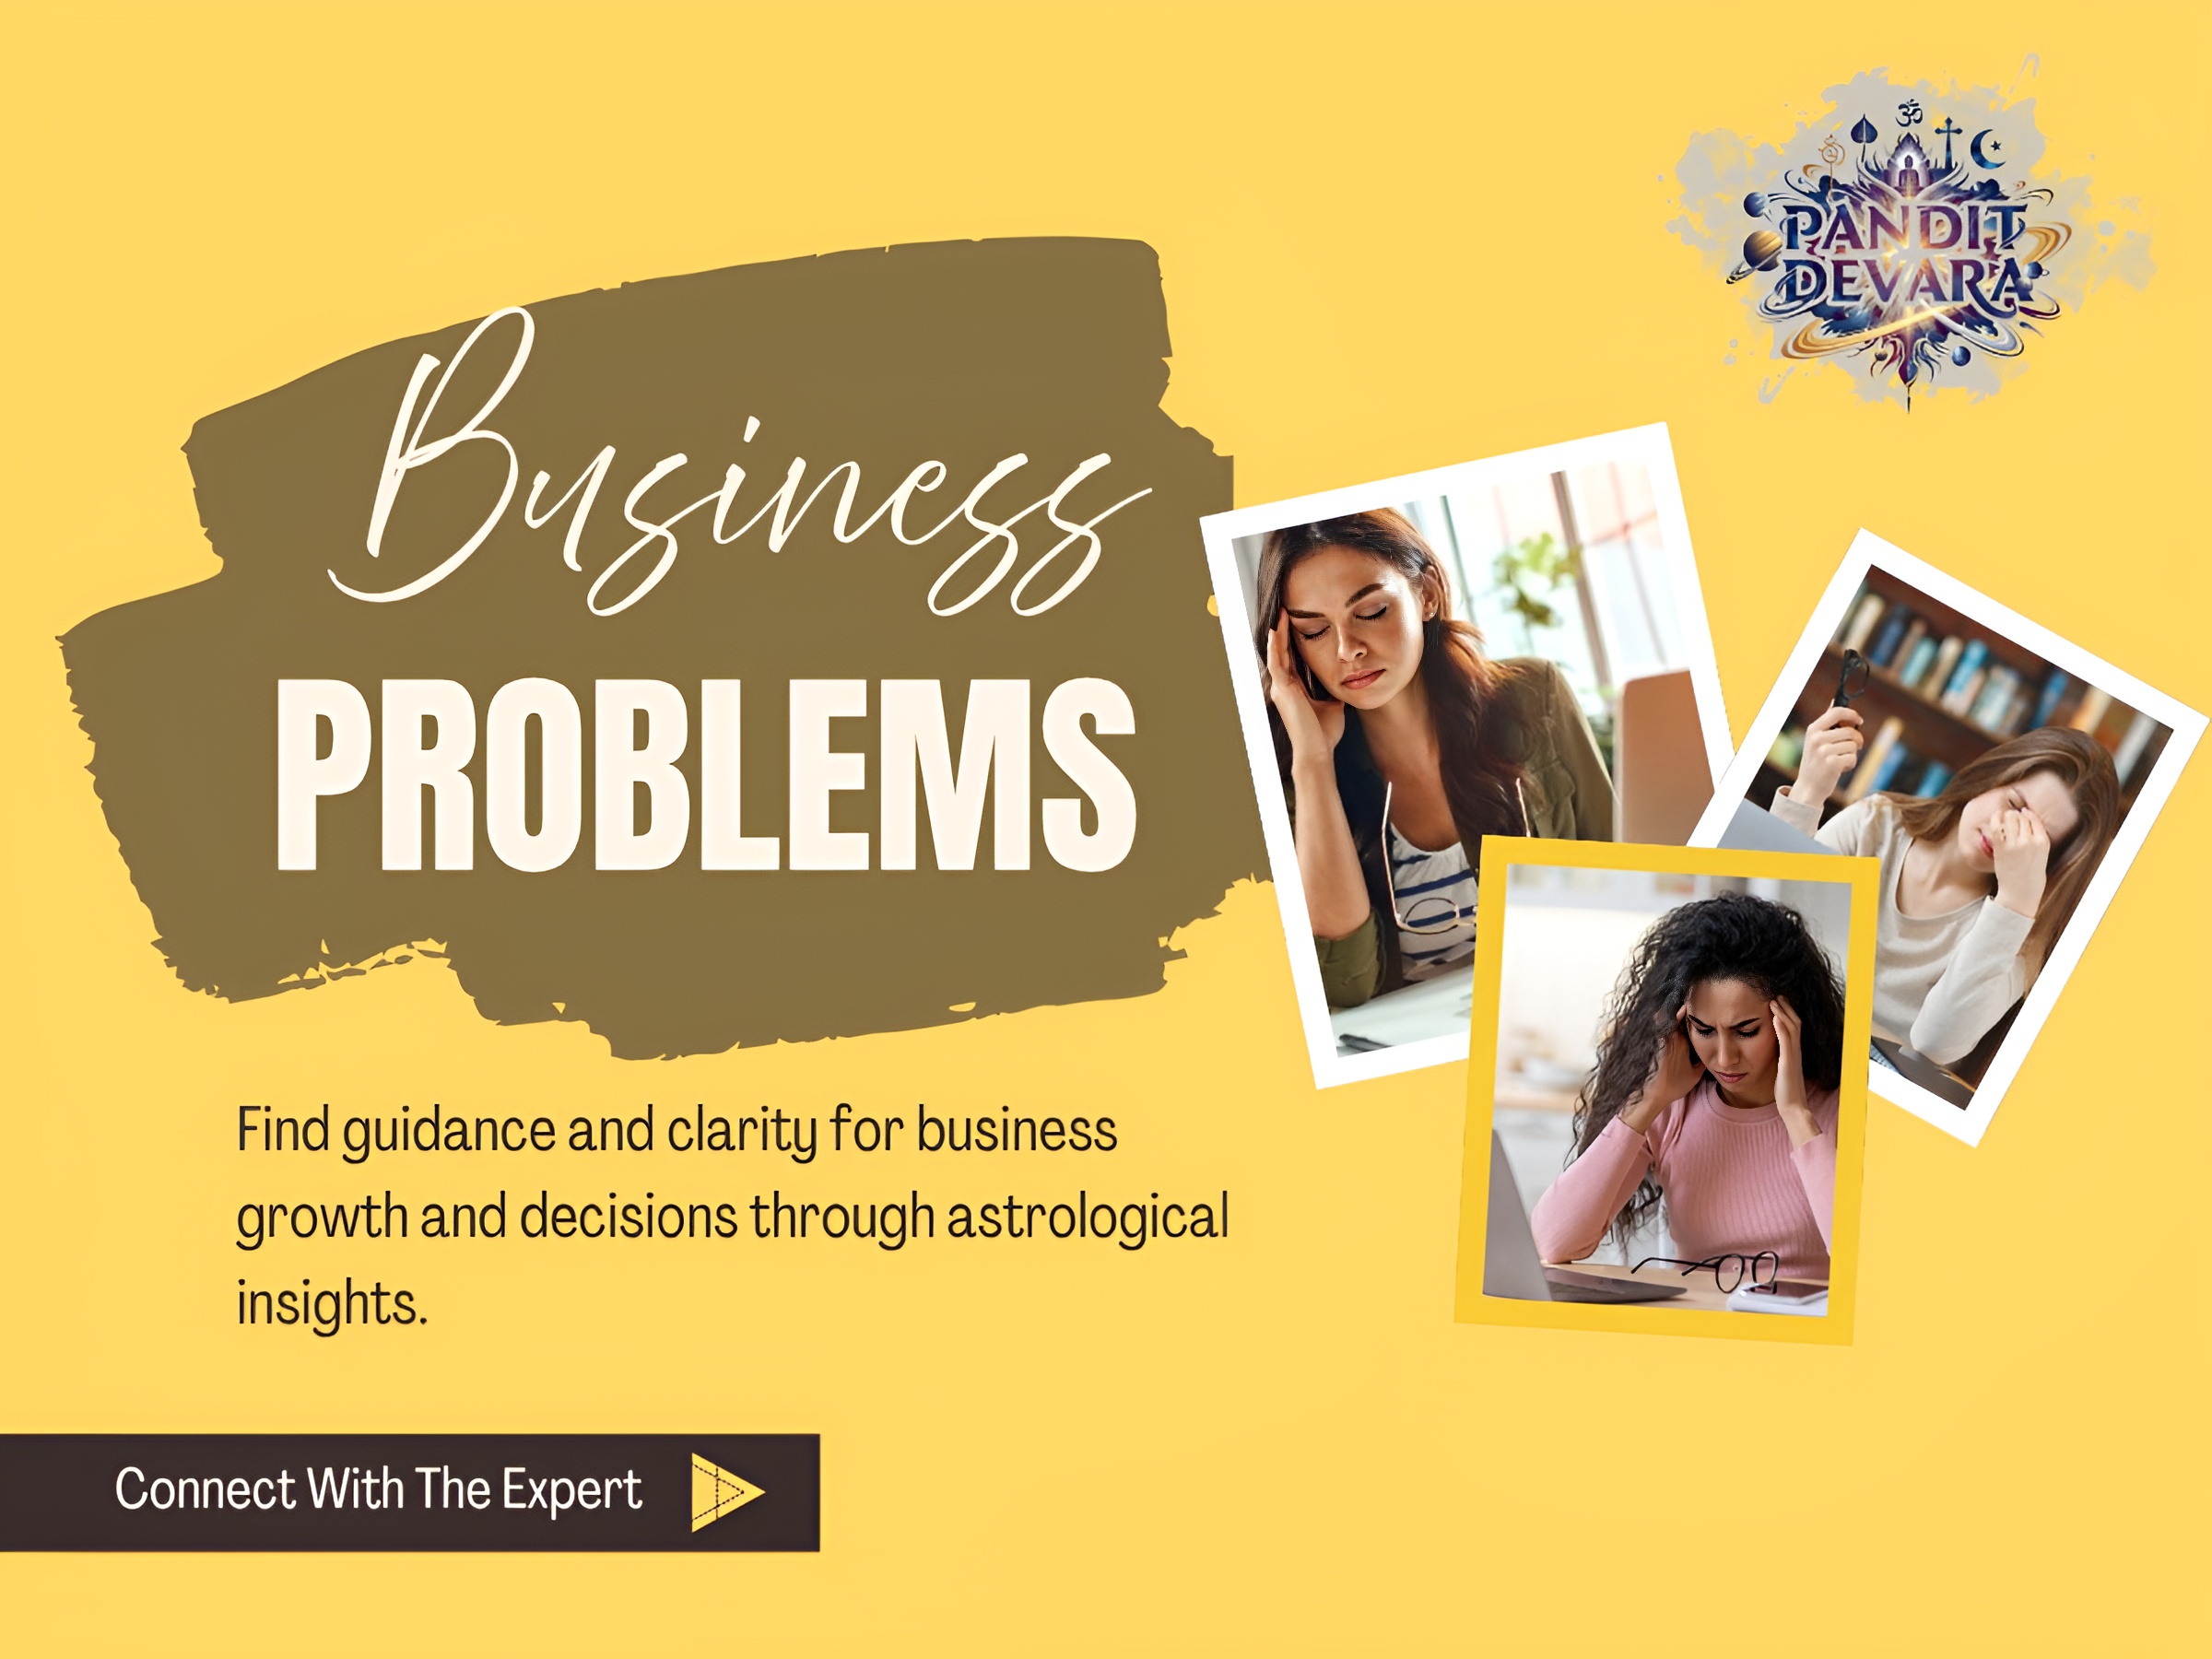 ॐ
PANDIT
DEVARA
Business
PROBLEMS
Find guidance and clarity for business
growth and decisions through astrological
insights.
Connect With The Expert